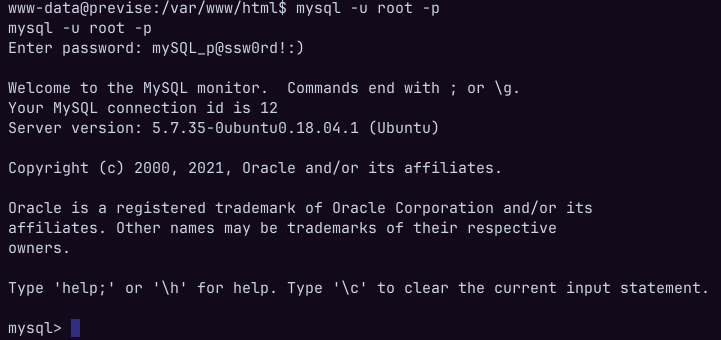 www-data@previse:/var/www/html$ mysql -u root -p
mysql -u root -p
Enter password: mySQL_p@ssw0rd!:)
Welcome to the MySQL monitor.  Commands end with ; or \g.
Your MySQL connection id is 12
Server version: 5.7.35-0ubuntu0.18.04.1 (Ubuntu)
Copyright (c) 2000, 2021, Oracle and/or its affiliates.
Oracle is a registered trademark of Oracle Corporation and/or its
affiliates. Other names may be trademarks of their respective
owners.
Type 'help;' or '\h' for help. Type '\c' to clear the current input statement.
mysql>